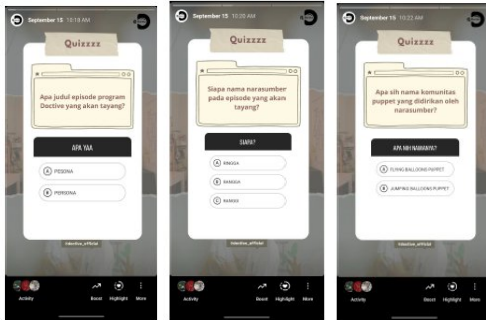 September 15 10:18 AM
Quizzzz
Apa judul episode program
Dective yang akan tayang?
APA YAA
A PESONA
B PERSONA
@dective_official
Activity
Boost
Highlight
More
September 15 10:20 AM
Quizzzz
Siapa nama narasumber
pada episode yang akan
tayang?
SIAPA?
A RINGGA
B RANGGA
C RANGGI
@dective_official
Activity
Boost
Highlight
More
September 15 10:22 AM
Quizzzz
Apa sih nama komunitas
puppet yang didirikan oleh
narasumber?
APA NIH NAMANYA?
A FLYING BALLOONS PUPPET
B JUMPING BALLOONS PUPPET
@dective_official
Activity
Boost
Highlight
More